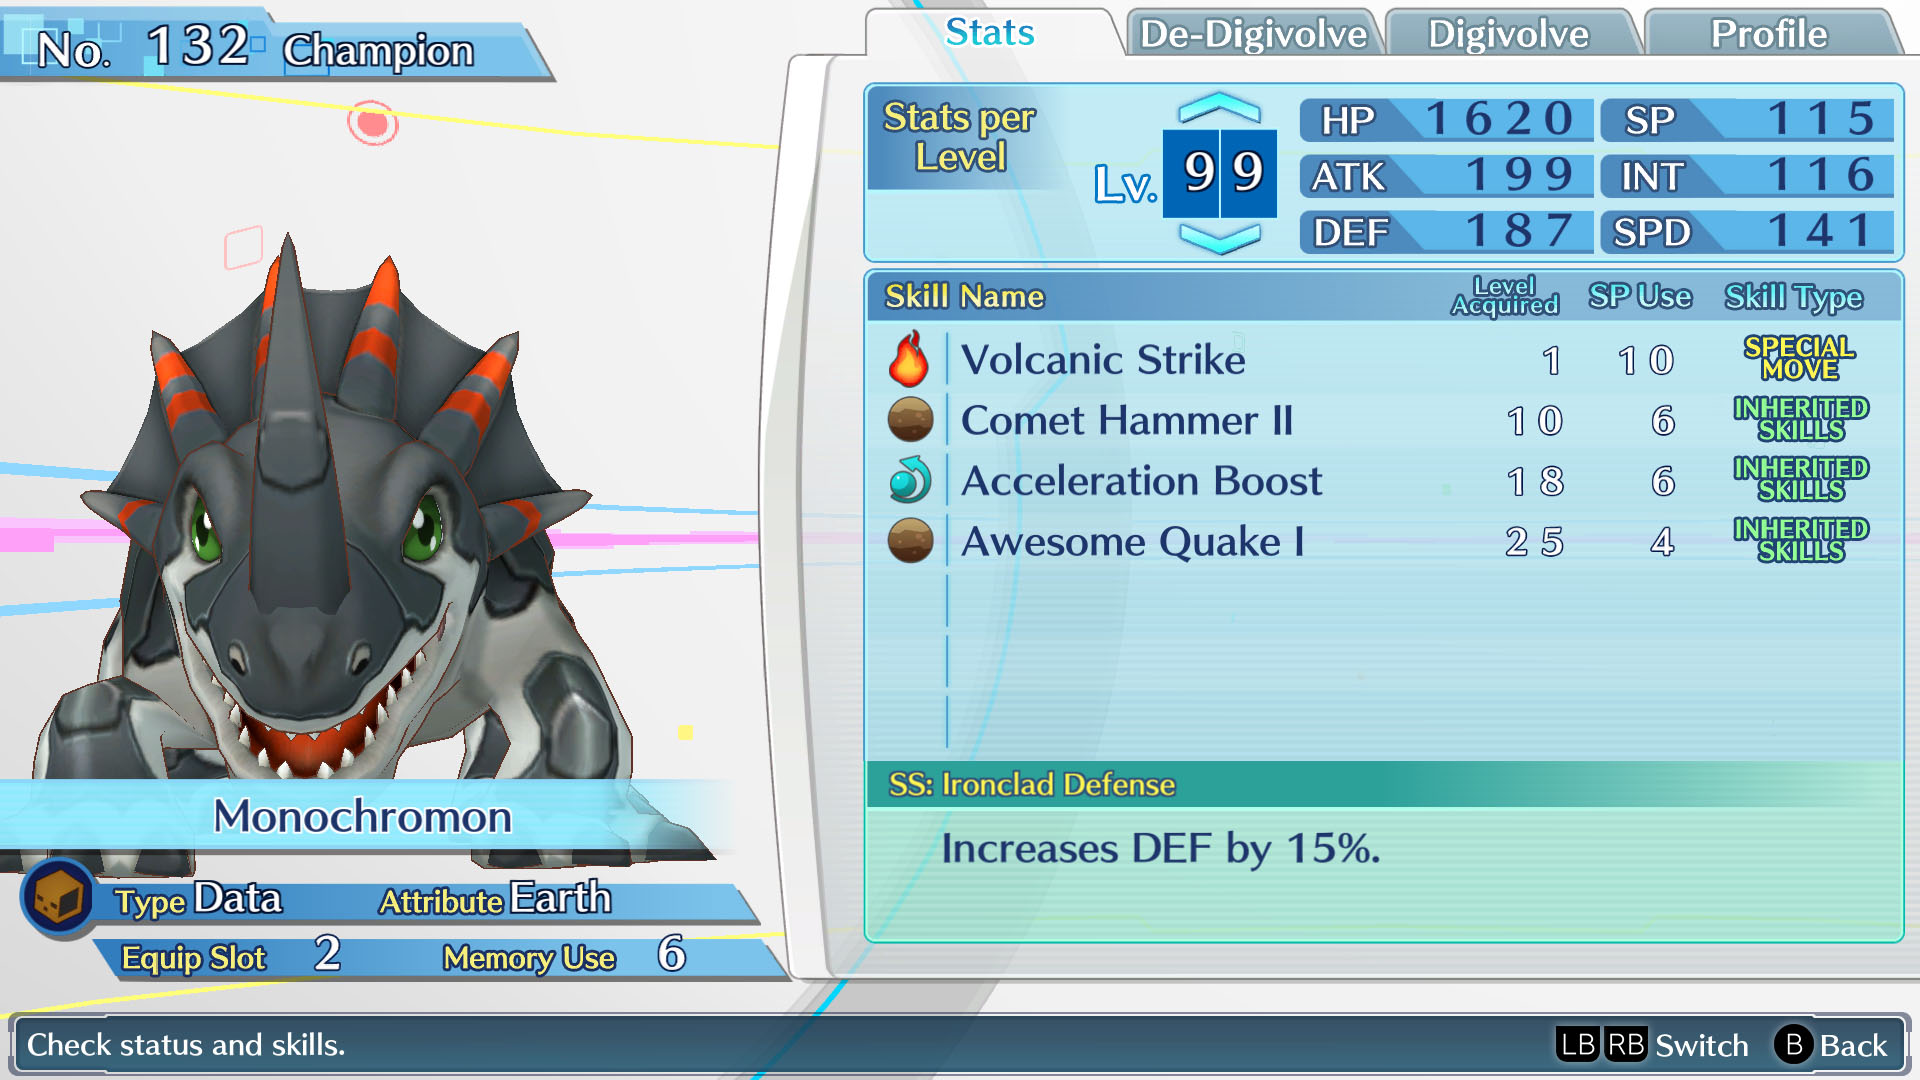 No. 132 Champion
Stats De-Digivolve Digivolve Profile
Stats per
Level
Lv. 99
HP 1620 SP 115
ATK 199 INT 116
DEF 187 SPD 141
Skill Name Level Acquired SP Use Skill Type
Volcanic Strike 1 10 SPECIAL MOVE
Comet Hammer II 10 6 INHERITED SKILLS
Acceleration Boost 18 6 INHERITED SKILLS
Awesome Quake I 25 4 INHERITED SKILLS
SS: Ironclad Defense
Increases DEF by 15%.
Monochromon
Type Data Attribute Earth
Equip Slot 2 Memory Use 6
Check status and skills.
LB RB Switch B Back